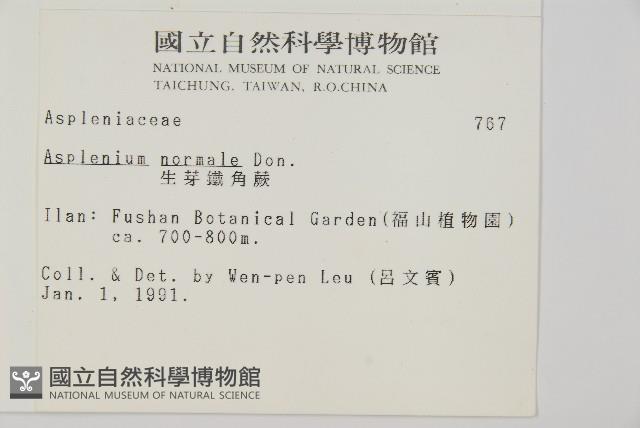 國立自然科學博物館
NATIONAL MUSEUM OF NATURAL SCIENCE
TAICHUNG, TAIWAN, R.O.CHINA
Aspleniaceae 767
Asplenium normale Don.
生芽鐵角蕨
Ilan: Fushan Botanical Garden(福山植物園)
ca. 700-800m.
Coll. & Det. by Wen-pen Leu (呂文賓)
Jan. 1, 1991.
國立自然科學博物館
NATIONAL MUSEUM OF NATURAL SCIENCE